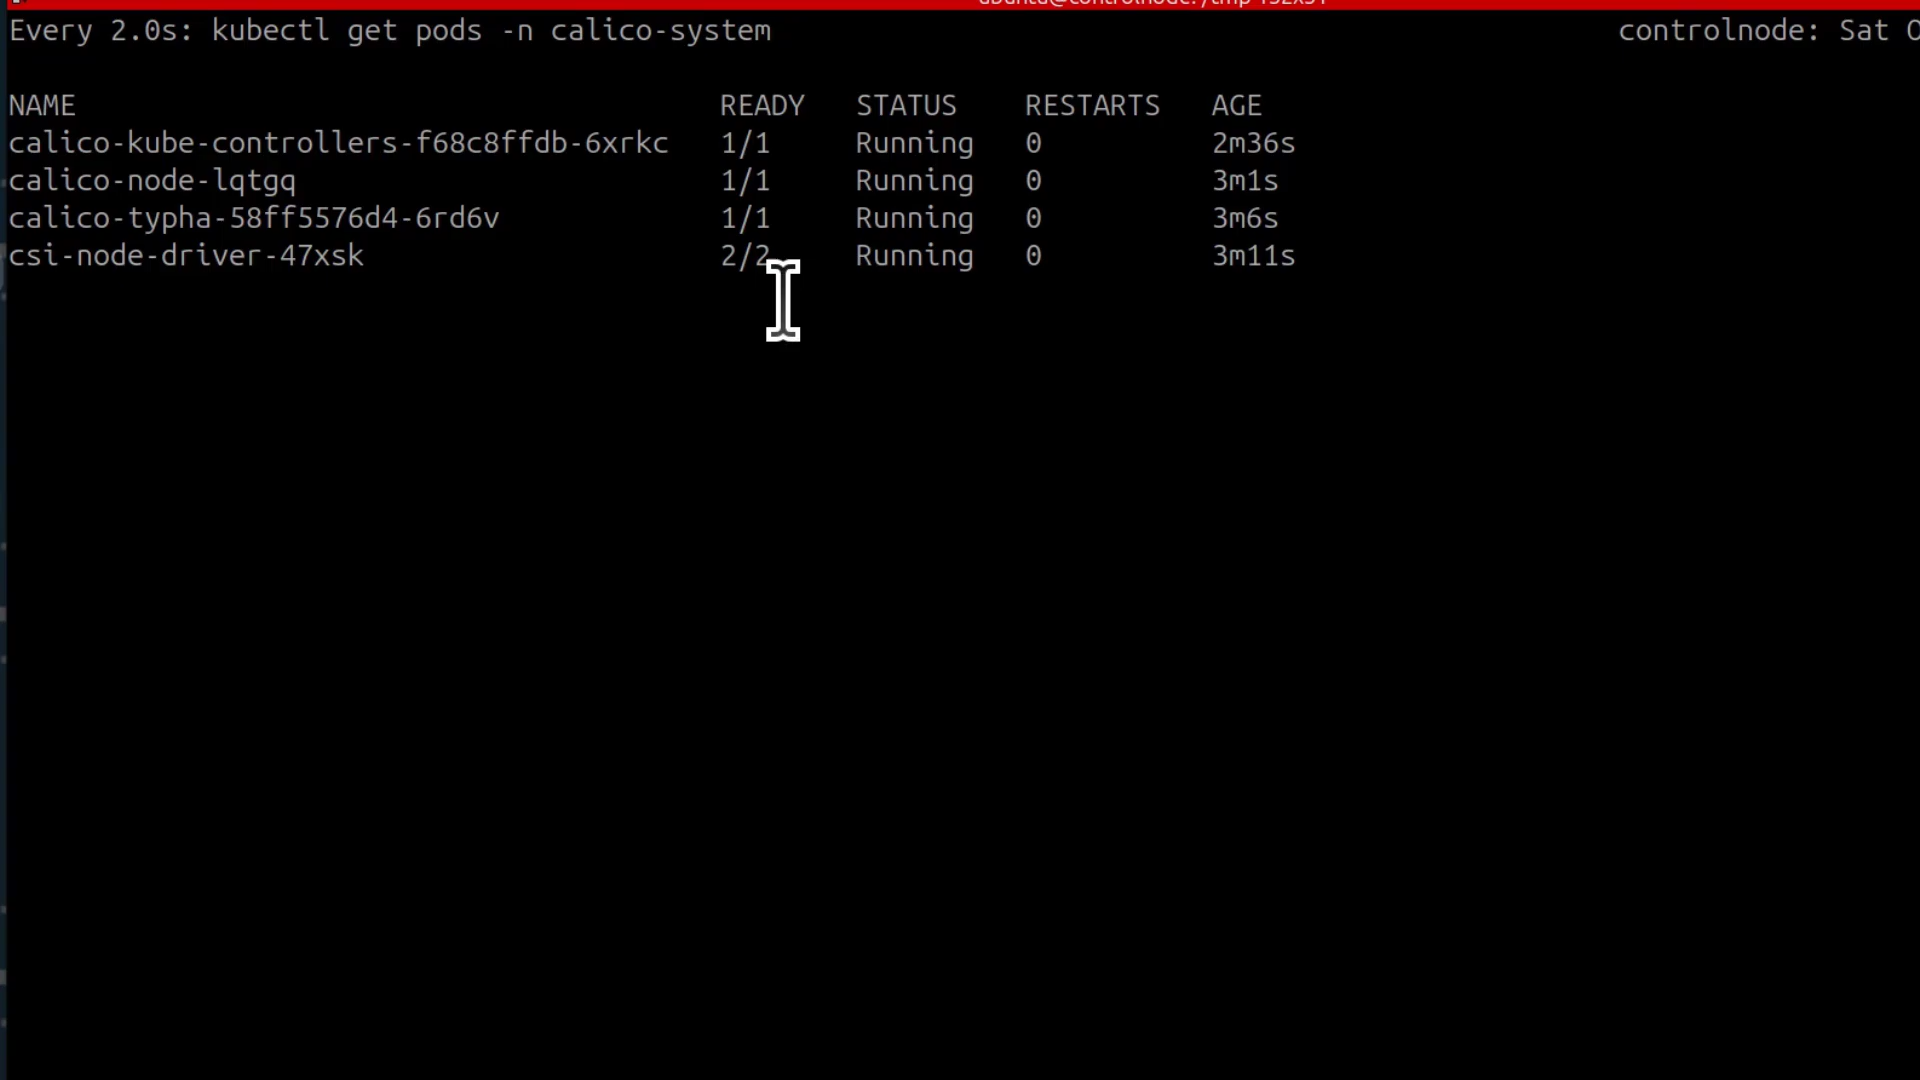 Every 2.0s: kubectl get pods -n calico-system controlnode: Sat
NAME READY STATUS RESTARTS AGE
calico-kube-controllers-f68c8ffdb-6xrkc 1/1 Running 0 2m36s
calico-node-lqtgq 1/1 Running 0 3m1s
calico-typha-58ff5576d4-6rd6v 1/1 Running 0 3m6s
csi-node-driver-47xsk 2/2 Running 0 3m11s